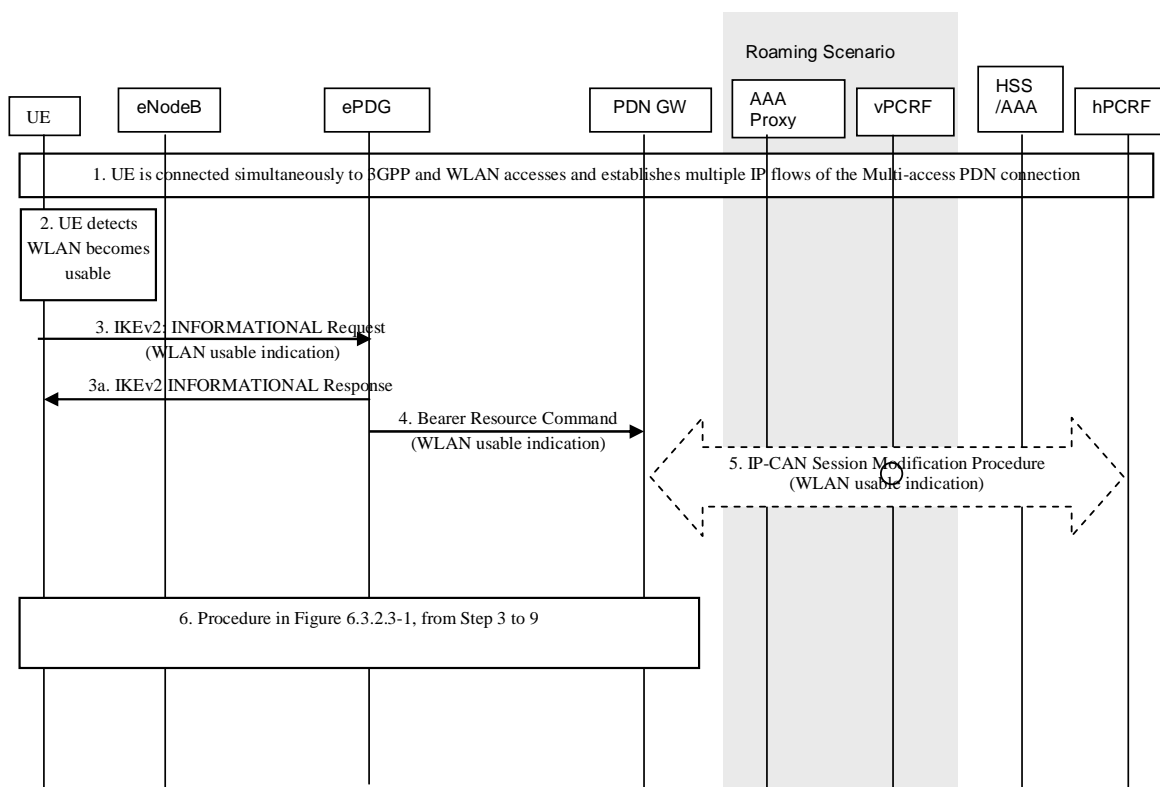 Roaming Scenario
UE
eNodeB
ePDG
PDN GW
AAA
Proxy
vPCRF
HSS
/AAA
hPCRF
1. UE is connected simultaneously to 3GPP and WLAN accesses and establishes multiple IP flows of the Multi-access PDN connection
2. UE detects
WLAN becomes
usable
3. IKEv2: INFORMATIONAL Request
(WLAN usable indication)
3a. IKEv2 INFORMATIONAL Response
4. Bearer Resource Command
(WLAN usable indication)
5. IP-CAN Session Modification Procedure
(WLAN usable indication)
6. Procedure in Figure 6.3.2.3-1, from Step 3 to 9